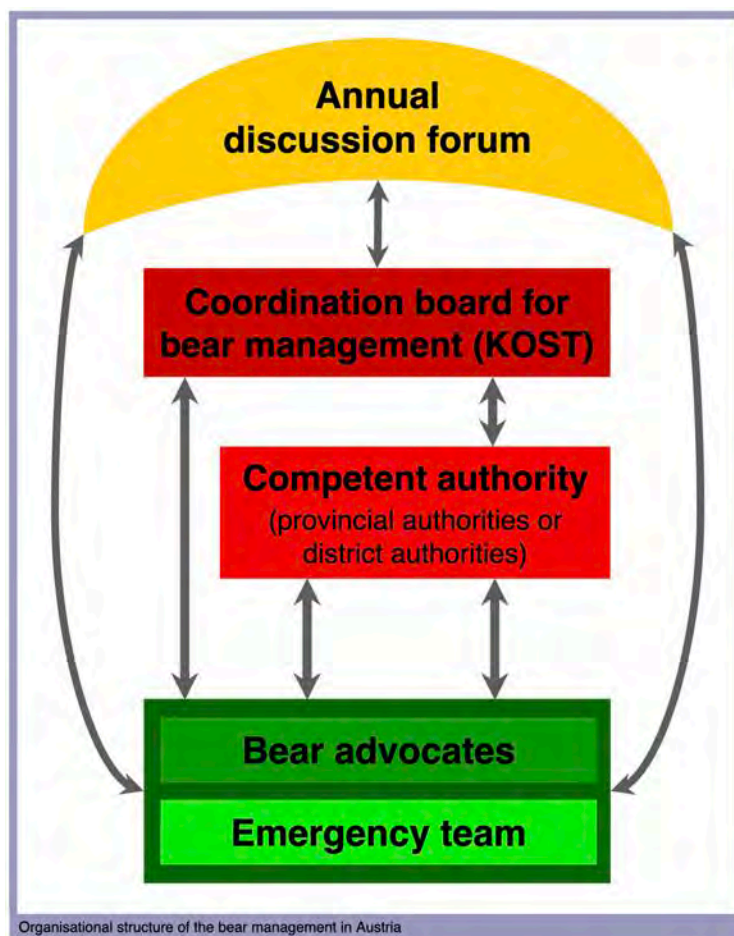 Annual
discussion forum
Coordination board for
bear management (KOST)
Competent authority
(provincial authorities or
district authorities)
Bear advocates
Emergency team
Organisational structure of the bear management in Austria